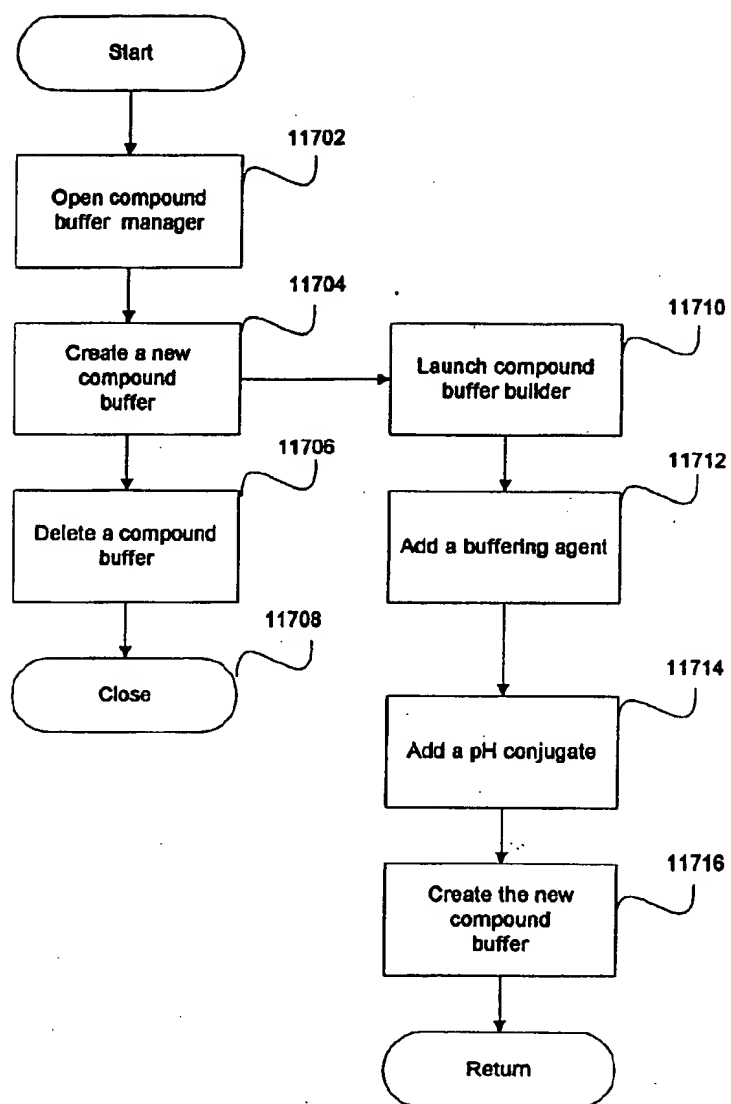 Start
11702
Open compound
buffer manager
11704
Create a new
compound
buffer
11706
Delete a compound
buffer
11708
Close
11710
Launch compound
buffer builder
11712
Add a buffering agent
11714
Add a pH conjugate
11716
Create the new
compound
buffer
Return